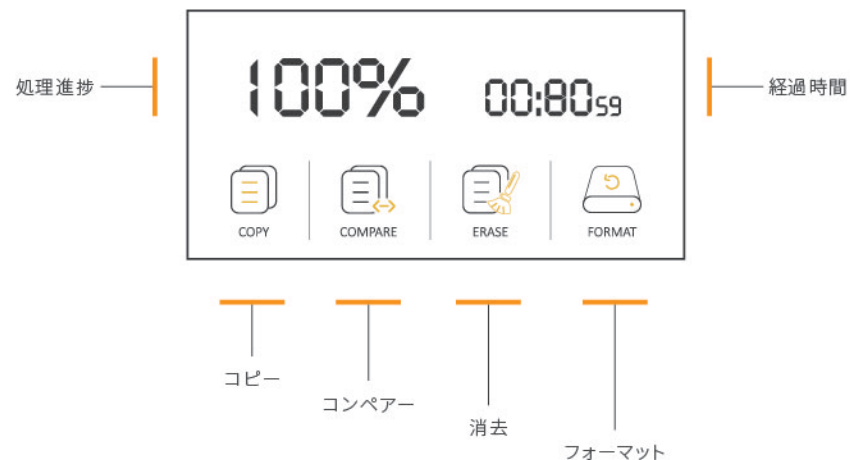 処理進捗
100%
00:80 59
経過時間
COPY
COMPARE
ERASE
FORMAT
コピー
コンペアー
消去
フォーマット